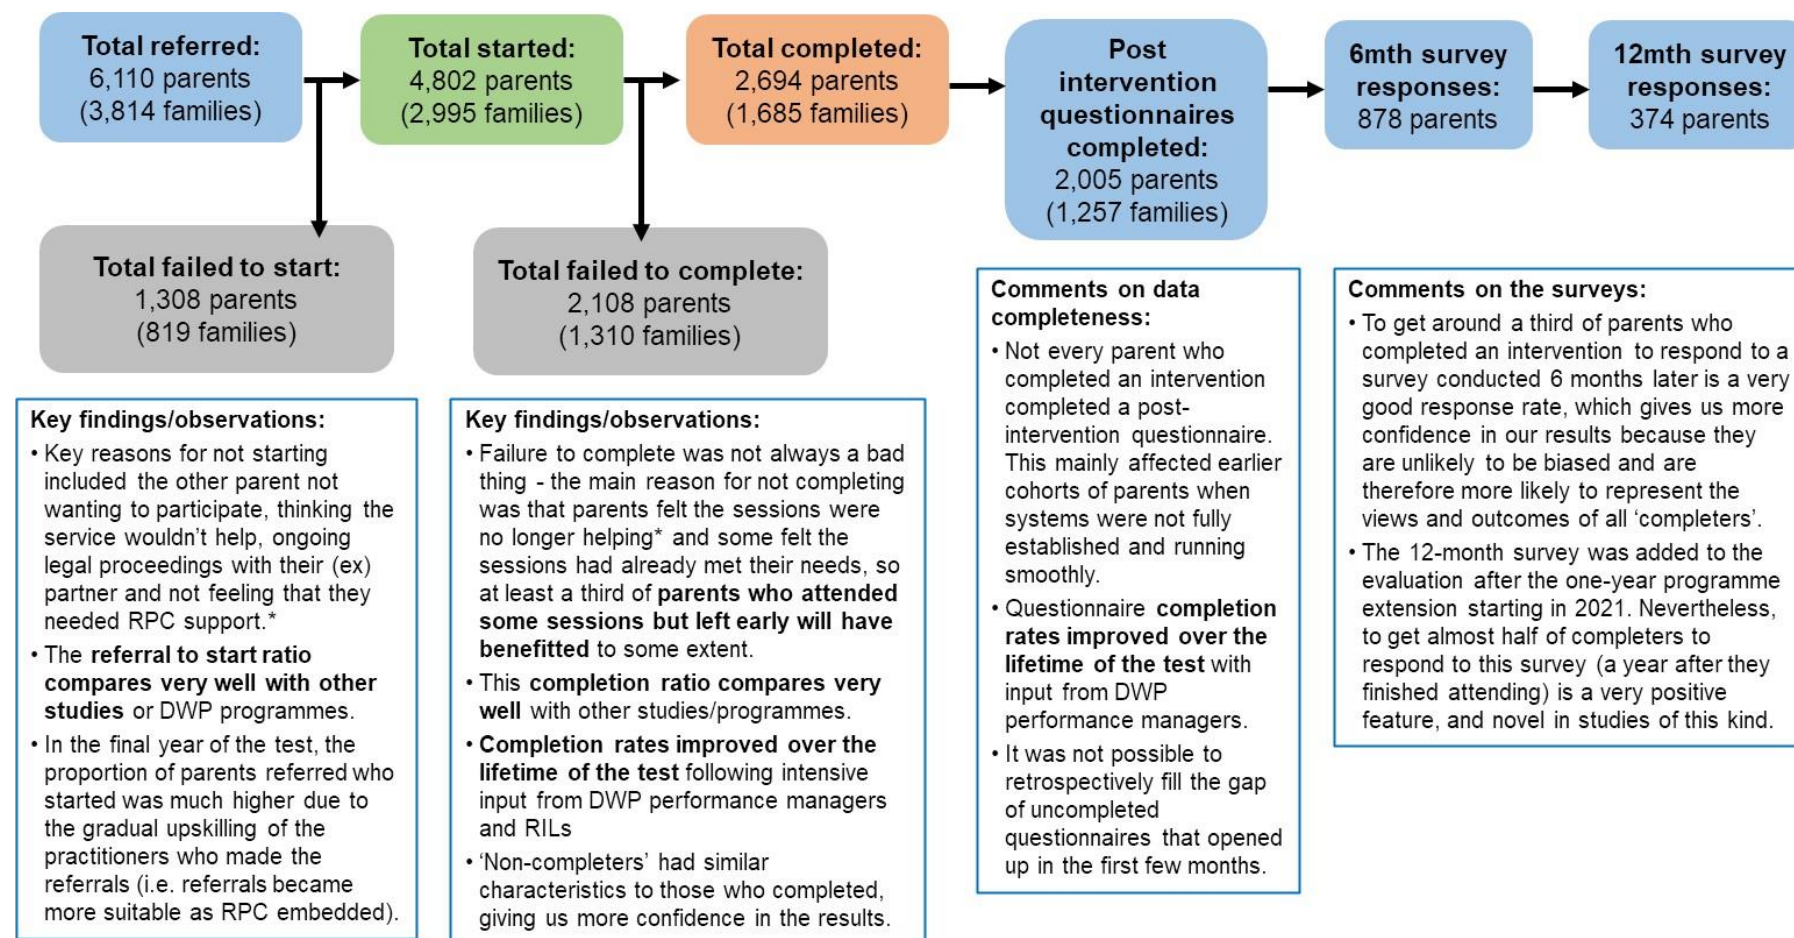 Total referred:
6,110 parents
(3,814 families)
Total started:
4,802 parents
(2,995 families)
Total completed:
2,694 parents
(1,685 families)
Post
intervention
questionnaires
completed:
2,005 parents
(1,257 families)
6mth survey
responses:
878 parents
12mth survey
responses:
374 parents
Total failed to start:
1,308 parents
(819 families)
Total failed to complete:
2,108 parents
(1,310 families)
Key findings/observations:
• Key reasons for not starting
included the other parent not
wanting to participate, thinking the
service wouldn’t help, ongoing
legal proceedings with their (ex)
partner and not feeling that they
needed RPC support.*
• The referral to start ratio
compares very well with other
studies or DWP programmes.
• In the final year of the test, the
proportion of parents referred who
started was much higher due to
the gradual upskilling of the
practitioners who made the
referrals (i.e. referrals became
more suitable as RPC embedded).
Key findings/observations:
• Failure to complete was not always a bad
thing - the main reason for not completing
was that parents felt the sessions were
no longer helping* and some felt the
sessions had already met their needs, so
at least a third of parents who attended
some sessions but left early will have
benefitted to some extent.
• This completion ratio compares very
well with other studies/programmes.
• Completion rates improved over the
lifetime of the test following intensive
input from DWP performance managers
and RILs
• ‘Non-completers’ had similar
characteristics to those who completed,
giving us more confidence in the results.
Comments on data
completeness:
• Not every parent who
completed an intervention
completed a post-
intervention questionnaire.
This mainly affected earlier
cohorts of parents when
systems were not fully
established and running
smoothly.
• Questionnaire completion
rates improved over the
lifetime of the test with
input from DWP
performance managers.
• It was not possible to
retrospectively fill the gap
of uncompleted
questionnaires that opened
up in the first few months.
Comments on the surveys:
• To get around a third of parents who
completed an intervention to respond to a
survey conducted 6 months later is a very
good response rate, which gives us more
confidence in our results because they
are unlikely to be biased and are
therefore more likely to represent the
views and outcomes of all ‘completers’.
• The 12-month survey was added to the
evaluation after the one-year programme
extension starting in 2021. Nevertheless,
to get almost half of completers to
respond to this survey (a year after they
finished attending) is a very positive
feature, and novel in studies of this kind.